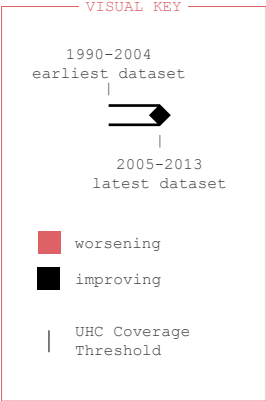 VISUAL KEY
1990-2004
earliest dataset
2005-2013
latest dataset
worsening
improving
UHC Coverage
Threshold